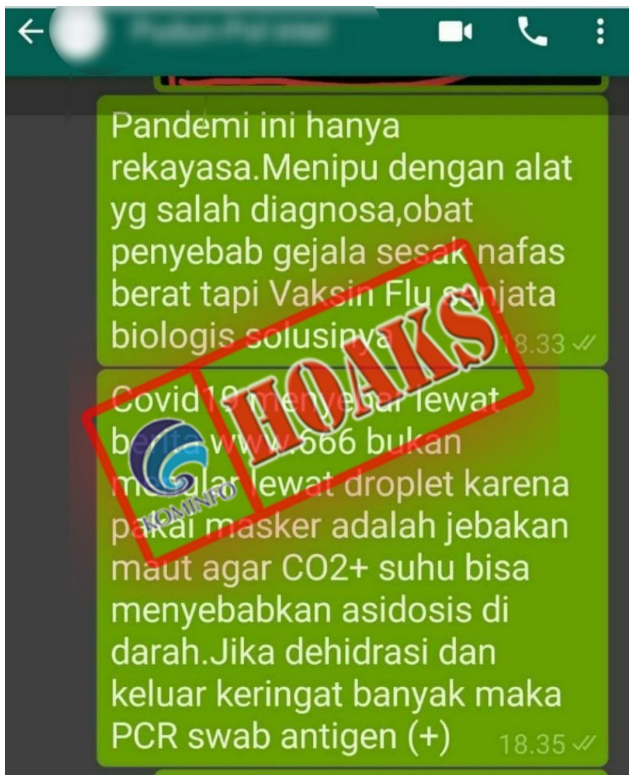 Pandemi ini hanya
rekayasa.Menipu dengan alat
yg salah diagnosa,obat
penyebab gejala sesak nafas
berat tapi Vaksin Flu senjata
biologis solusinya
18.33
Covid19 menyebar lewat
berita www.666 bukan
menular lewat droplet karena
pakai masker adalah jebakan
maut agar CO2+ suhu bisa
menyebabkan asidosis di
darah.Jika dehidrasi dan
keluar keringat banyak maka
PCR swab antigen (+)
18.35
HOAKS
KOMINFO